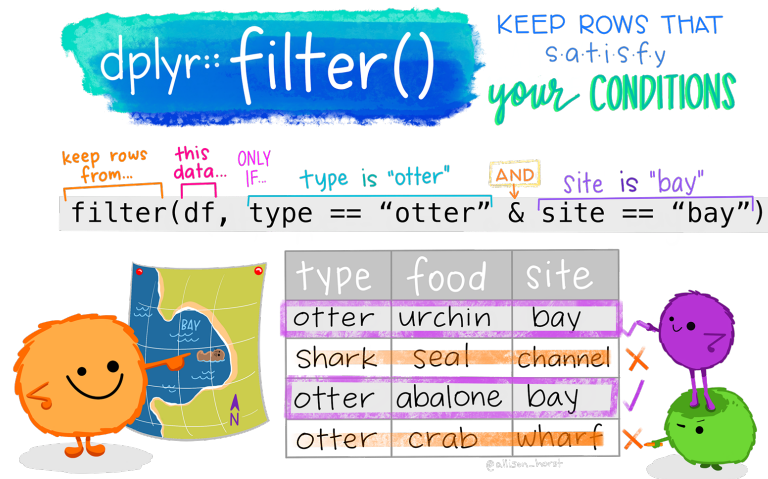 dplyr:: filter()
KEEP ROWS THAT
s·a·t·i·s·f·y
your CONDITIONS
keep rows from...
this data...
ONLY IF...
type is "otter"
AND
site is "bay"
filter(df, type == “otter” & site == “bay”)
BAY
N
type food site
otter urchin bay
shark seal channel
otter abalone bay
otter crab wharf
@allison_horst